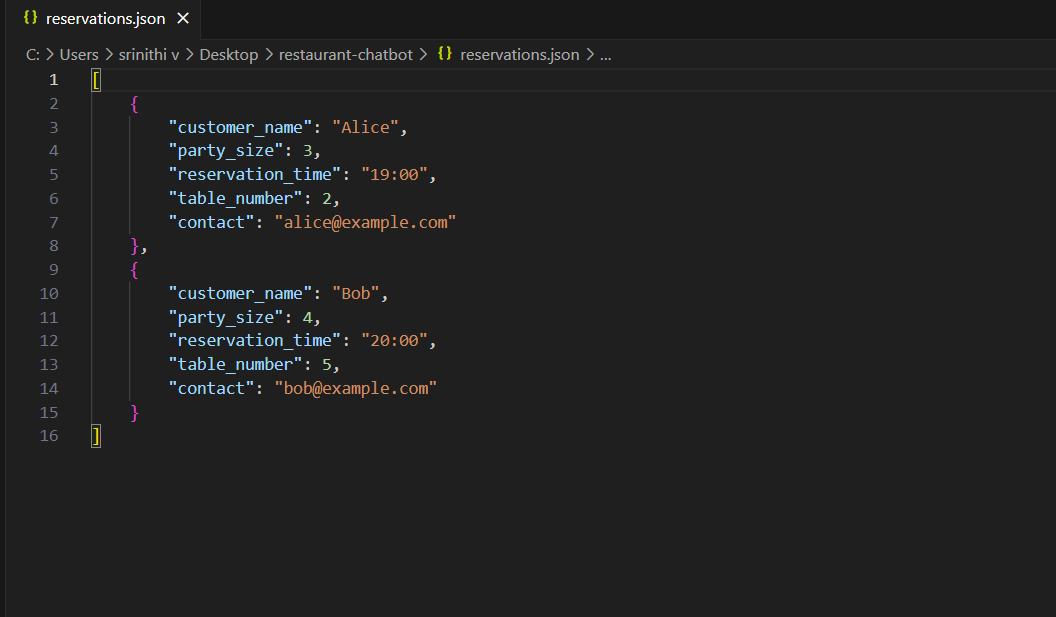 {} reservations.json ×
C: > Users > srinithi v > Desktop > restaurant-chatbot > {} reservations.json > ...
1 [
2 {
3 "customer_name": "Alice",
4 "party_size": 3,
5 "reservation_time": "19:00",
6 "table_number": 2,
7 "contact": "alice@example.com"
8 },
9 {
10 "customer_name": "Bob",
11 "party_size": 4,
12 "reservation_time": "20:00",
13 "table_number": 5,
14 "contact": "bob@example.com"
15 }
16 ]